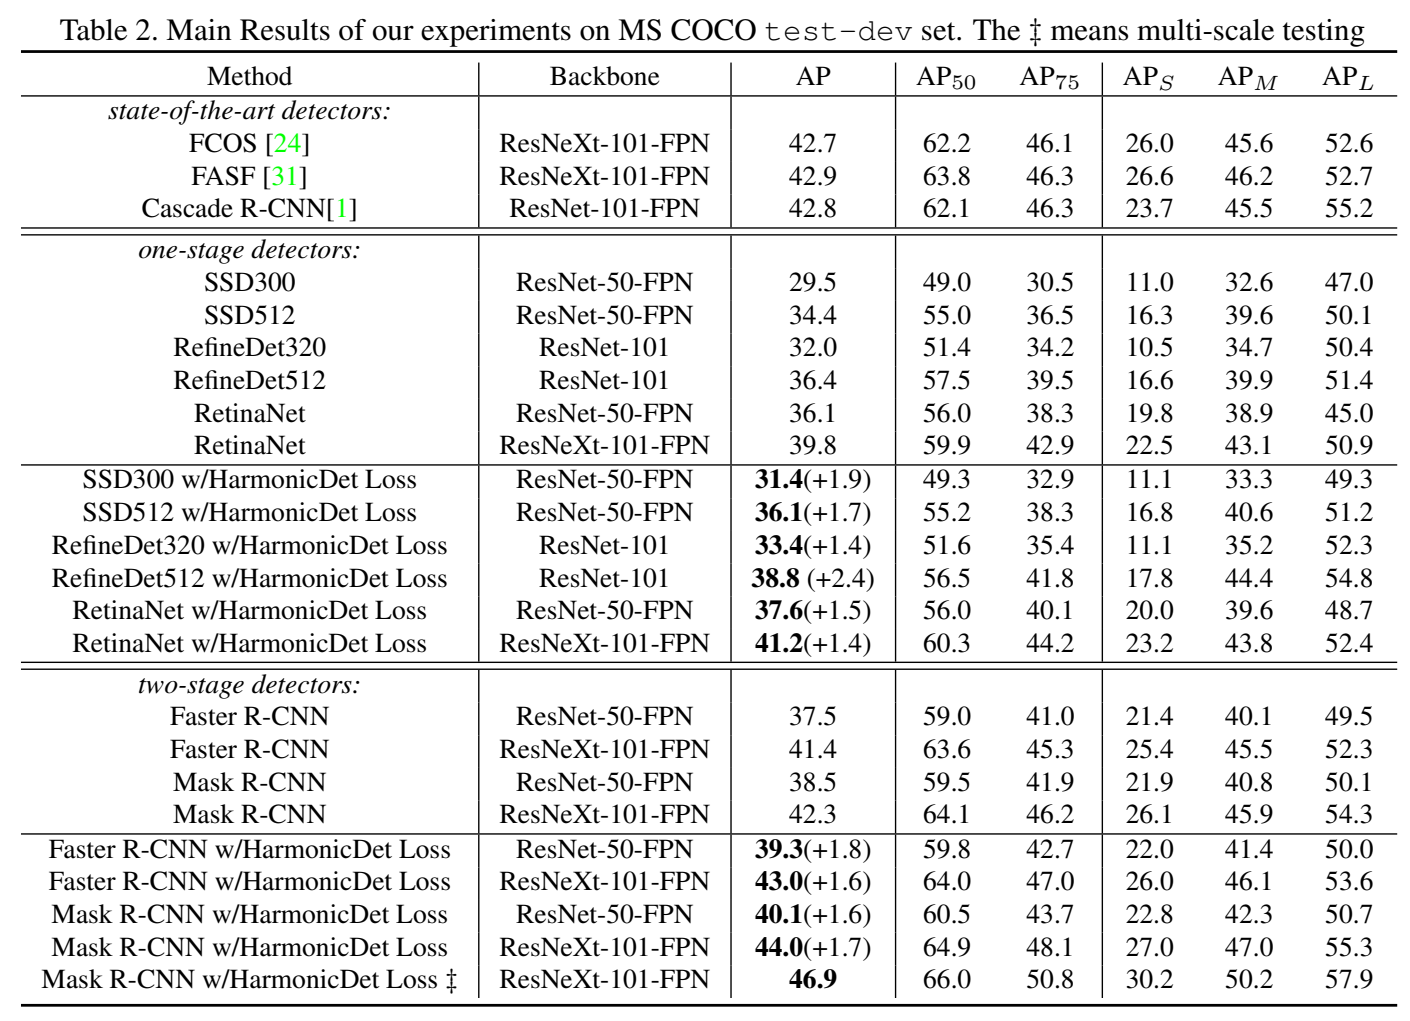 Table 2. Main Results of our experiments on MS COCO test-dev set. The ‡ means multi-scale testing
Method Backbone AP AP50 AP75 APS APM APL
state-of-the-art detectors:
FCOS [24] ResNeXt-101-FPN 42.7 62.2 46.1 26.0 45.6 52.6
FASF [31] ResNeXt-101-FPN 42.9 63.8 46.3 26.6 46.2 52.7
Cascade R-CNN[1] ResNet-101-FPN 42.8 62.1 46.3 23.7 45.5 55.2
one-stage detectors:
SSD300 ResNet-50-FPN 29.5 49.0 30.5 11.0 32.6 47.0
SSD512 ResNet-50-FPN 34.4 55.0 36.5 16.3 39.6 50.1
RefineDet320 ResNet-101 32.0 51.4 34.2 10.5 34.7 50.4
RefineDet512 ResNet-101 36.4 57.5 39.5 16.6 39.9 51.4
RetinaNet ResNet-50-FPN 36.1 56.0 38.3 19.8 38.9 45.0
RetinaNet ResNeXt-101-FPN 39.8 59.9 42.9 22.5 43.1 50.9
SSD300 w/HarmonicDet Loss ResNet-50-FPN 31.4(+1.9) 49.3 32.9 11.1 33.3 49.3
SSD512 w/HarmonicDet Loss ResNet-50-FPN 36.1(+1.7) 55.2 38.3 16.8 40.6 51.2
RefineDet320 w/HarmonicDet Loss ResNet-101 33.4(+1.4) 51.6 35.4 11.1 35.2 52.3
RefineDet512 w/HarmonicDet Loss ResNet-101 38.8 (+2.4) 56.5 41.8 17.8 44.4 54.8
RetinaNet w/HarmonicDet Loss ResNet-50-FPN 37.6(+1.5) 56.0 40.1 20.0 39.6 48.7
RetinaNet w/HarmonicDet Loss ResNeXt-101-FPN 41.2(+1.4) 60.3 44.2 23.2 43.8 52.4
two-stage detectors:
Faster R-CNN ResNet-50-FPN 37.5 59.0 41.0 21.4 40.1 49.5
Faster R-CNN ResNeXt-101-FPN 41.4 63.6 45.3 25.4 45.5 52.3
Mask R-CNN ResNet-50-FPN 38.5 59.5 41.9 21.9 40.8 50.1
Mask R-CNN ResNeXt-101-FPN 42.3 64.1 46.2 26.1 45.9 54.3
Faster R-CNN w/HarmonicDet Loss ResNet-50-FPN 39.3(+1.8) 59.8 42.7 22.0 41.4 50.0
Faster R-CNN w/HarmonicDet Loss ResNeXt-101-FPN 43.0(+1.6) 64.0 47.0 26.0 46.1 53.6
Mask R-CNN w/HarmonicDet Loss ResNet-50-FPN 40.1(+1.6) 60.5 43.7 22.8 42.3 50.7
Mask R-CNN w/HarmonicDet Loss ResNeXt-101-FPN 44.0(+1.7) 64.9 48.1 27.0 47.0 55.3
Mask R-CNN w/HarmonicDet Loss ‡ ResNeXt-101-FPN 46.9 66.0 50.8 30.2 50.2 57.9